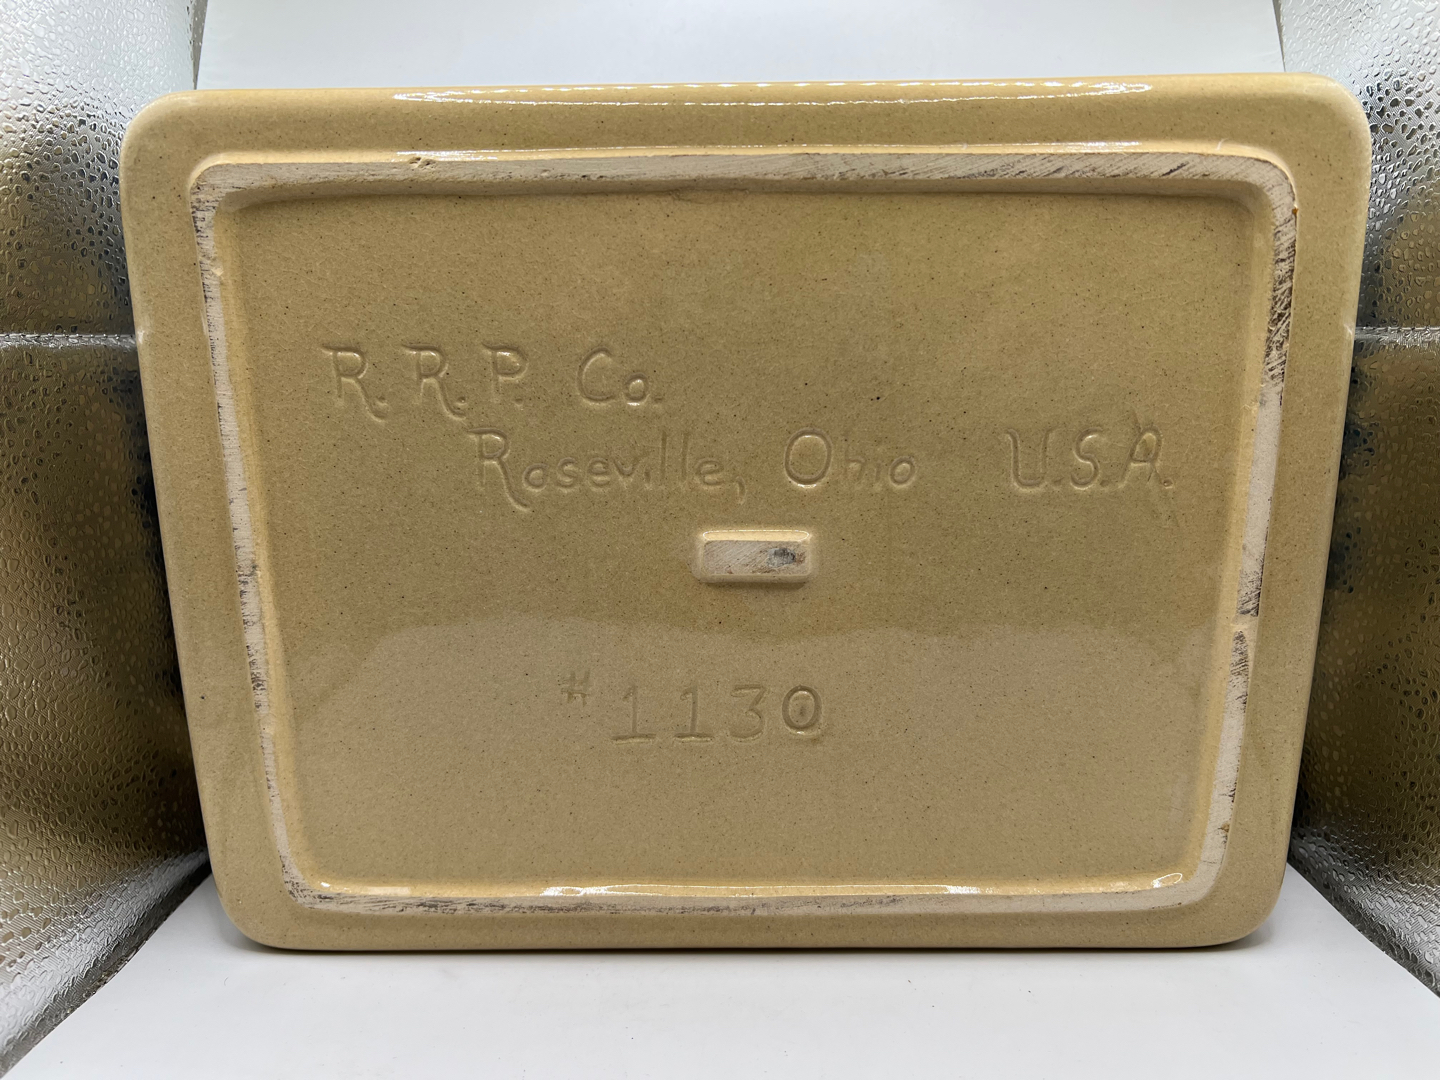 R. R. P. Co.
Roseville, Ohio U.S.A.
#1130